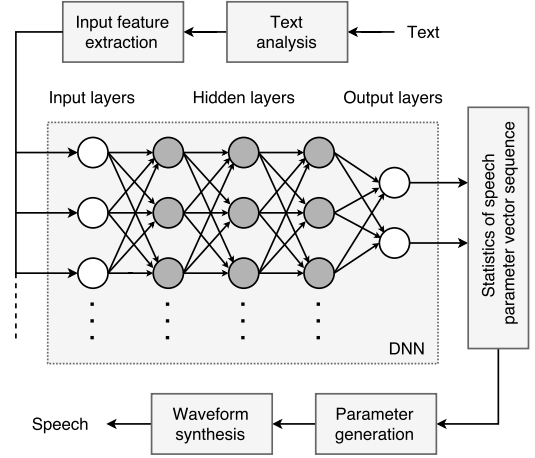 Input feature
extraction
Text
analysis
Text
Input layers
Hidden layers
Output layers
Statistics of speech
parameter vector sequence
DNN
Speech
Waveform
synthesis
Parameter
generation